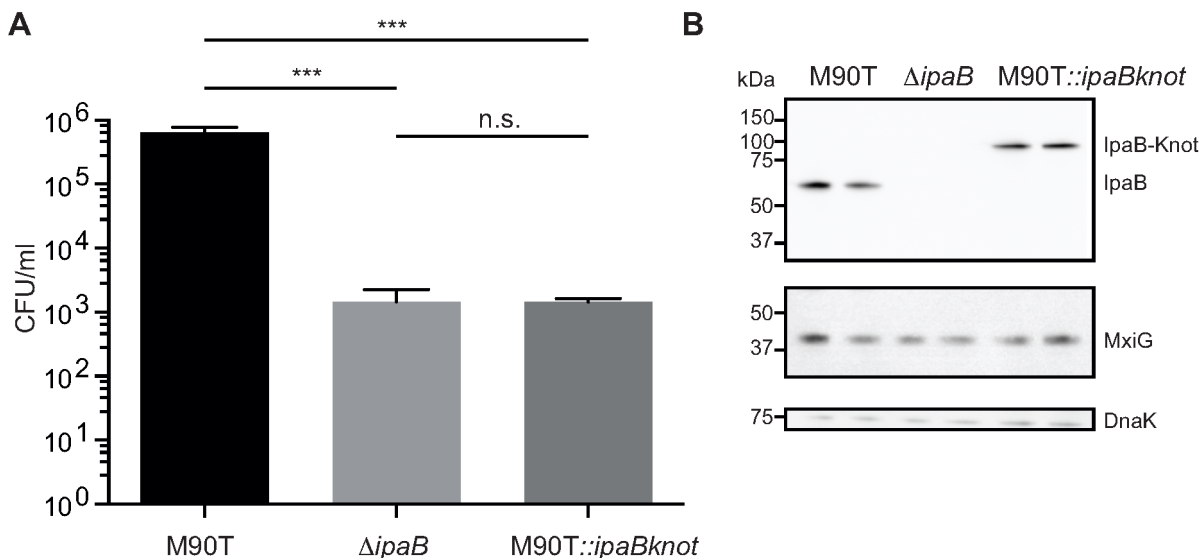 A
***
***
n.s.
10^6
10^5
10^4
10^3
10^2
10^1
10^0
CFU/ml
M90T ΔipaB M90T::ipaBknot
B
kDa M90T ΔipaB M90T::ipaBknot
150
100
75
50
37
IpaB-Knot
IpaB
50
37
MxiG
75
DnaK